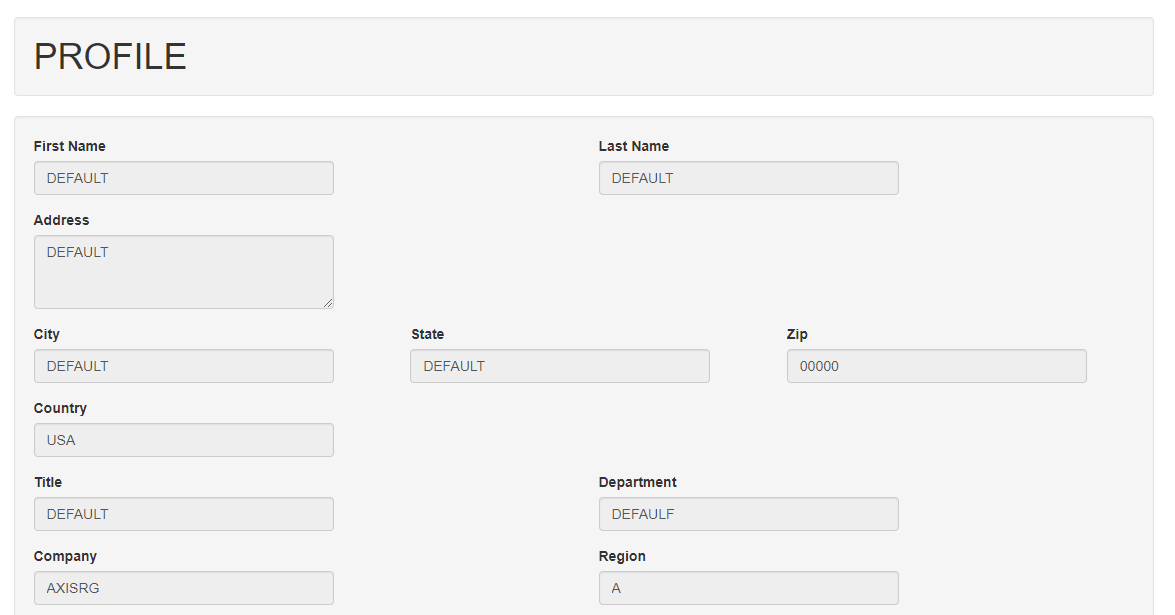 PROFILE
First Name Last Name
DEFAULT DEFAULT
Address
DEFAULT
City State Zip
DEFAULT DEFAULT 00000
Country
USA
Title Department
DEFAULT DEFAULF
Company Region
AXISRG A